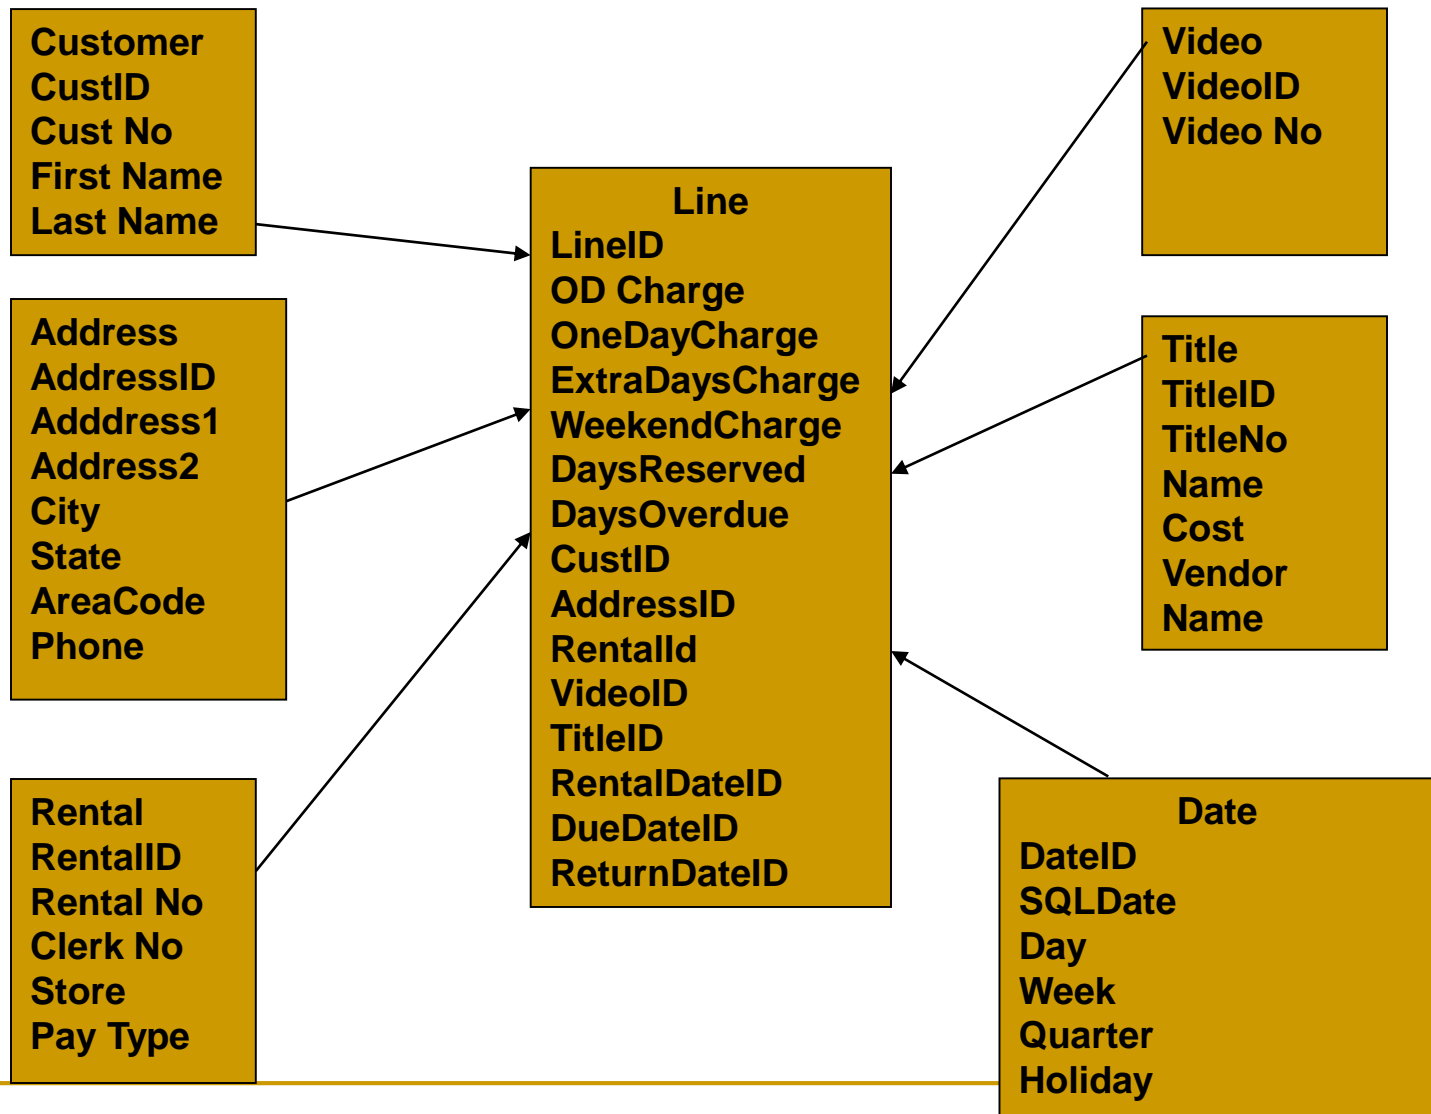 Customer
CustID
Cust No
First Name
Last Name
Address
AddressID
Adddress1
Address2
City
State
AreaCode
Phone
Rental
RentalID
Rental No
Clerk No
Store
Pay Type
Line
LineID
OD Charge
OneDayCharge
ExtraDaysCharge
WeekendCharge
DaysReserved
DaysOverdue
CustID
AddressID
RentalId
VideoID
TitleID
RentalDateID
DueDateID
ReturnDateID
Video
VideoID
Video No
Title
TitleID
TitleNo
Name
Cost
Vendor
Name
Date
DateID
SQLDate
Day
Week
Quarter
Holiday